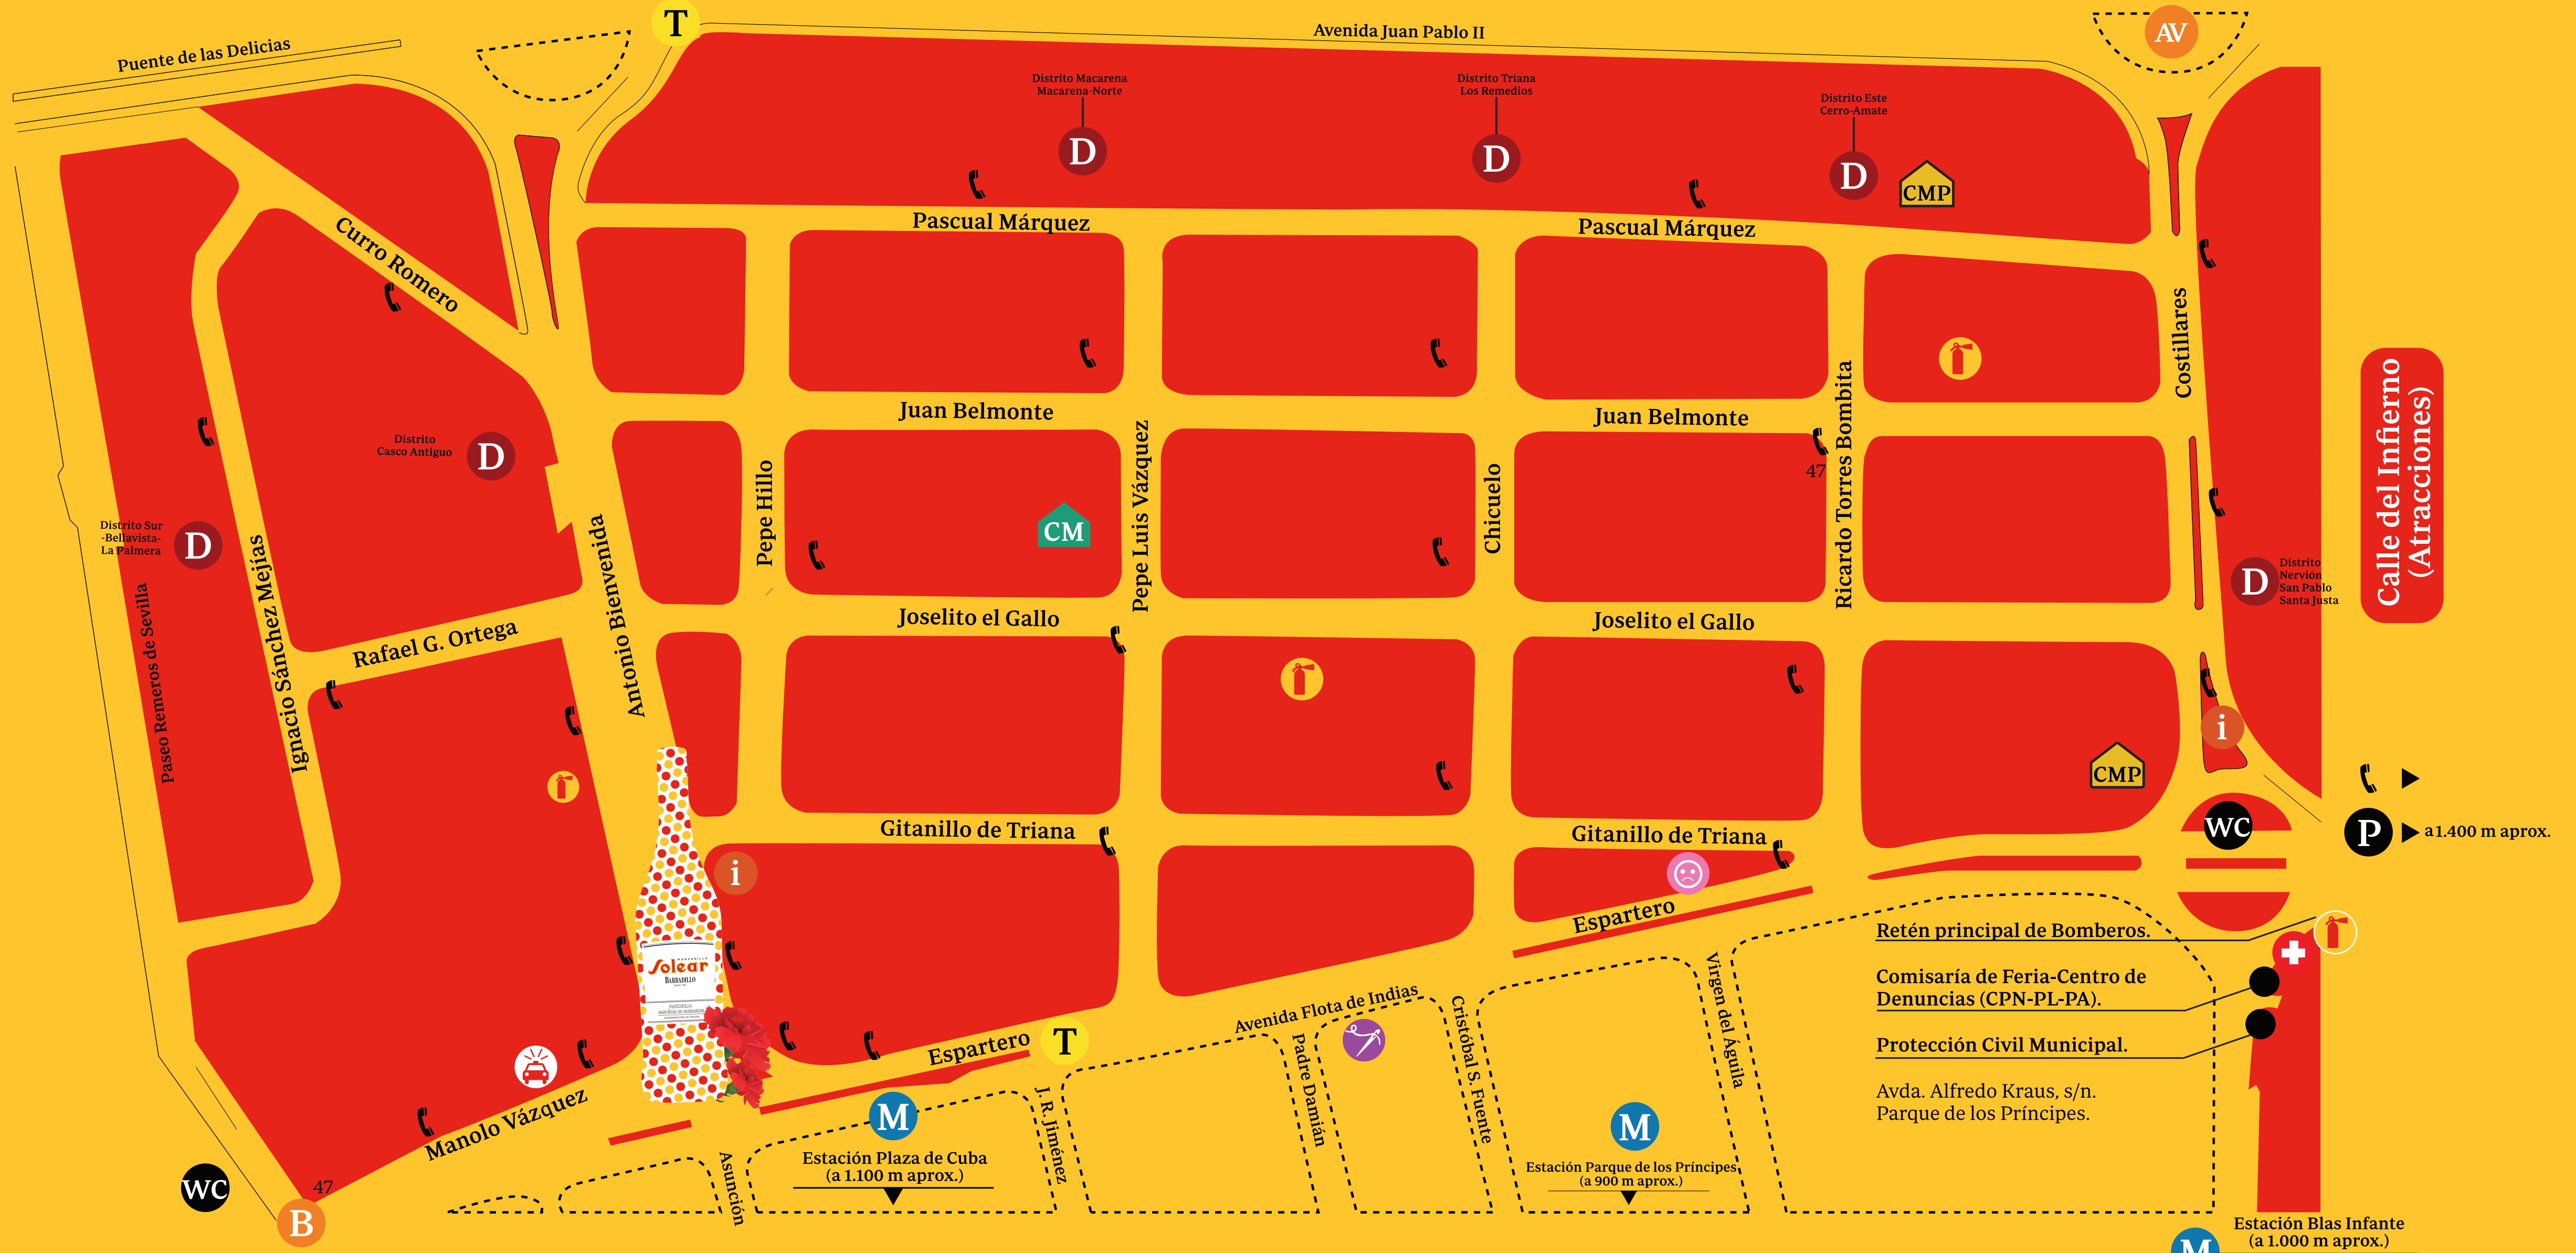 T
Avenida Juan Pablo II
AV
Puente de las Delicias
Distrito Macarena
Macarena-Norte
D
Distrito Triana
Los Remedios
D
Distrito Este
Cerro-Amate
D
CMP
Curro Romero
Pascual Márquez
Pascual Márquez
Costillares
Juan Belmonte
Juan Belmonte
Distrito
Casco Antiguo
D
47
Distrito Sur
-Bellavista-
La Palmera
D
Pepe Hillo
CM
Pepe Luis Vázquez
Chicuelo
Ricardo Torres Bombita
Calle del Infierno
(Atracciones)
D
Distrito
Nervión
San Pablo
Santa Justa
Paseo Remeros de Sevilla
Ignacio Sánchez Mejías
Antonio Bienvenida
Rafael G. Ortega
Joselito el Gallo
Joselito el Gallo
i
CMP
Gitanillo de Triana
Gitanillo de Triana
WC
P
a 1.400 m aprox.
i
Espartero
MANZANILLA
Solear
BARBADILLO
Retén principal de Bomberos.
Comisaría de Feria-Centro de
Denuncias (CPN-PL-PA).
Protección Civil Municipal.
Avda. Alfredo Kraus, s/n.
Parque de los Príncipes.
Espartero
T
Avenida Flota de Indias
Manolo Vázquez
Asunción
J. R. Jiménez
Padre Damián
Cristóbal S. Fuente
Virgen del Águila
M
Estación Plaza de Cuba
(a 1.100 m aprox.)
M
Estación Parque de los Príncipes
(a 900 m aprox.)
WC
47
B
M
Estación Blas Infante
(a 1.000 m aprox.)